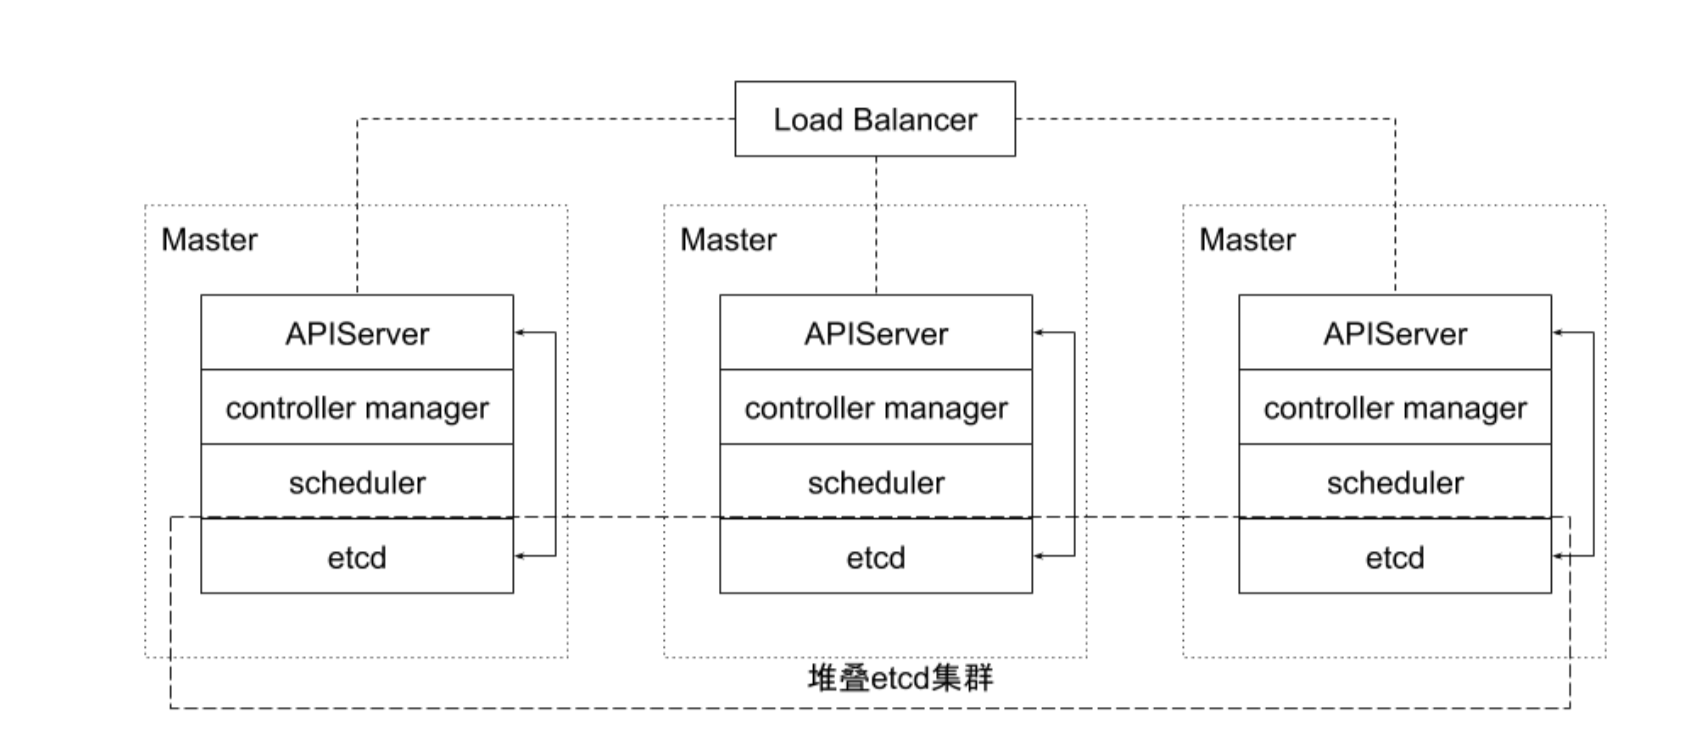 Load Balancer
Master
APIServer
controller manager
scheduler
etcd
Master
APIServer
controller manager
scheduler
etcd
Master
APIServer
controller manager
scheduler
etcd
堆叠etcd集群